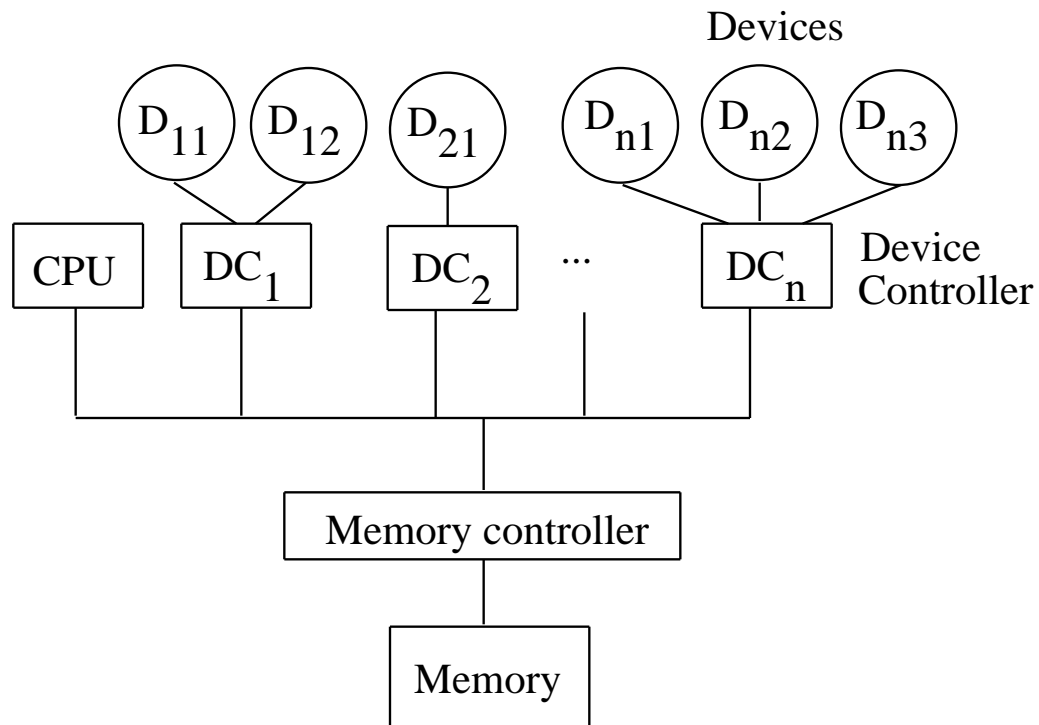 Devices
D11 D12 D21 Dn1 Dn2 Dn3
CPU DC1 DC2 ... DCn Device
Controller
Memory controller
Memory